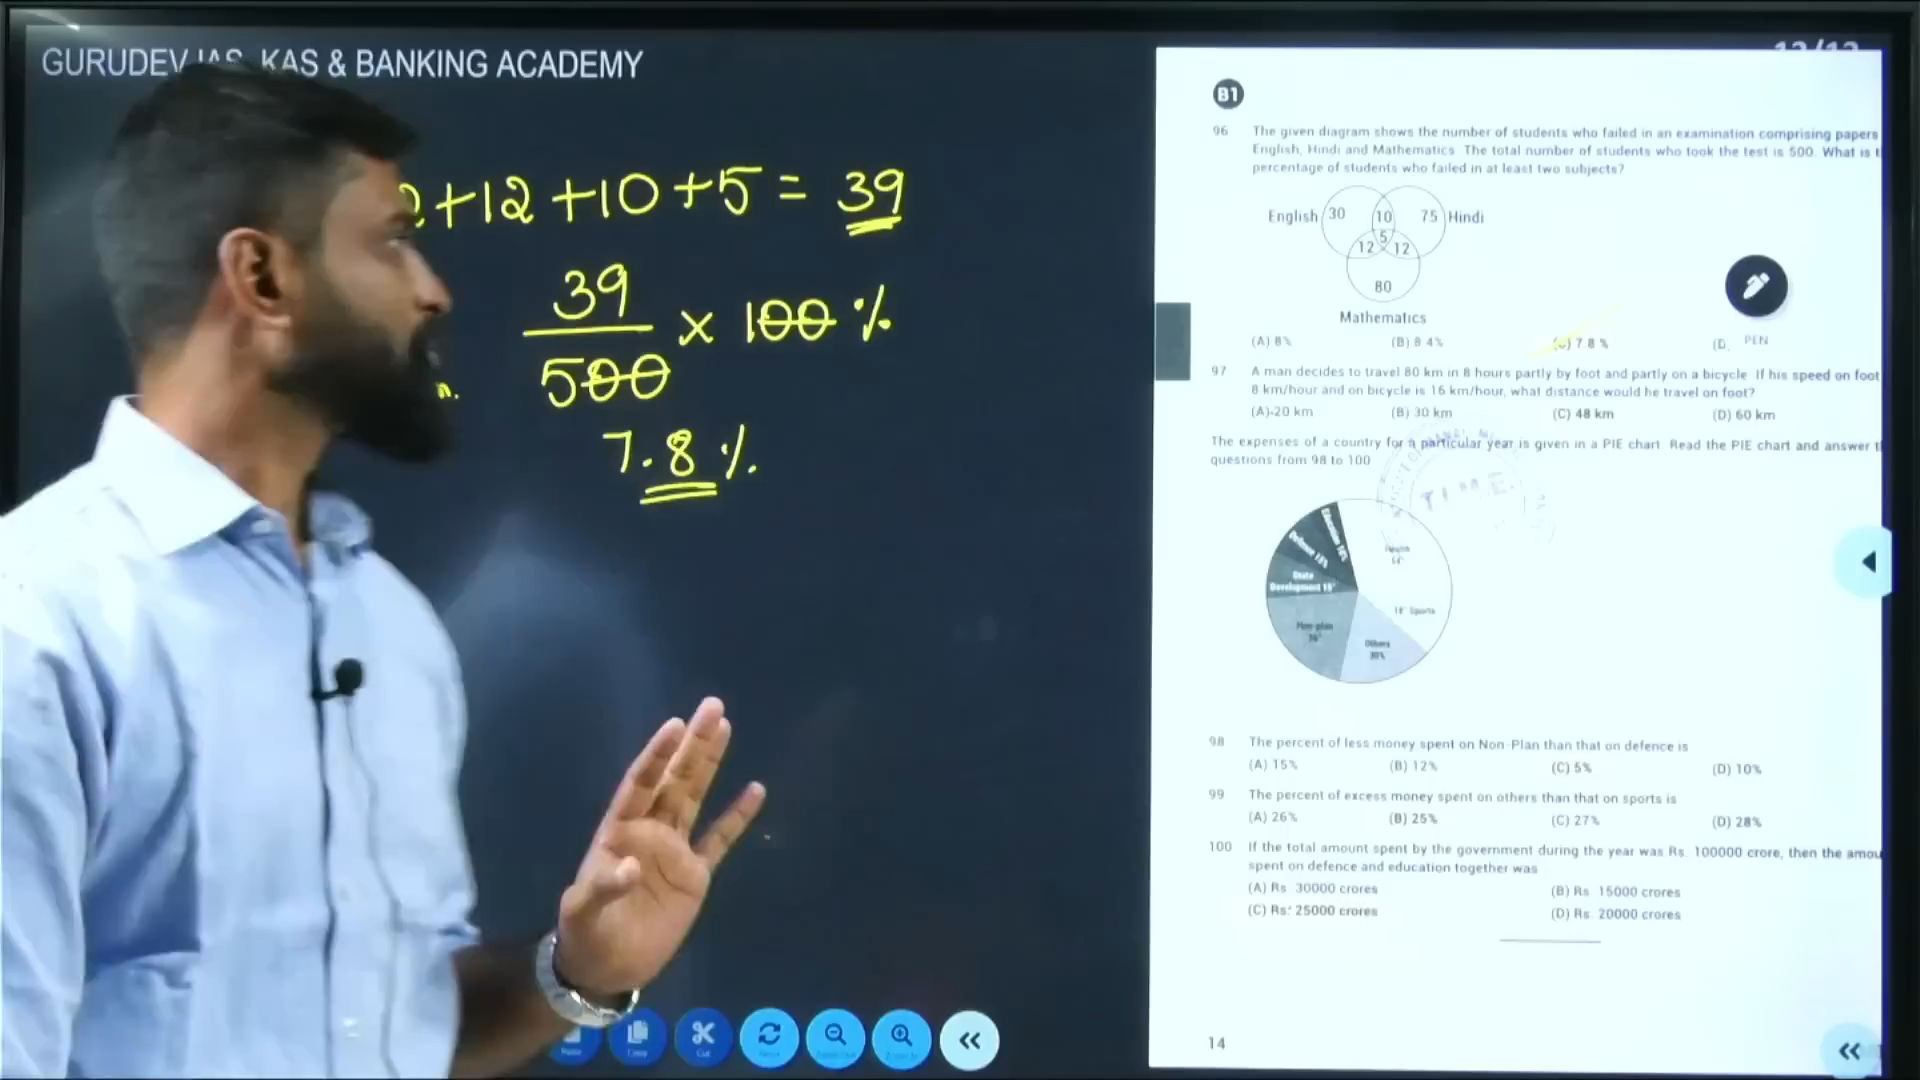 GURUDEV IAS, KAS & BANKING ACADEMY
+12+10+5 = 39
39
500
x 100 %
7.8 %
B1
96 The given diagram shows the number of students who failed in an examination comprising papers
English, Hindi and Mathematics. The total number of students who took the test is 500. What is t
percentage of students who failed in at least two subjects?
English 30 10 75 Hindi
5
12 12
80
Mathematics
(A) 8% (B) 8.4% (C) 7.8% (D.
PEN
97 A man decides to travel 80 km in 8 hours partly by foot and partly on a bicycle. If his speed on foot
8 km/hour and on bicycle is 16 km/hour, what distance would he travel on foot?
(A) 20 km (B) 30 km (C) 48 km (D) 60 km
The expenses of a country for a particular year is given in a PIE chart. Read the PIE chart and answer t
questions from 98 to 100
Education
Defence
State
Development
Non-plan
Others
Sports
98 The percent of less money spent on Non-Plan than that on defence is
(A) 15% (B) 12% (C) 5% (D) 10%
99 The percent of excess money spent on others than that on sports is
(A) 26% (B) 25% (C) 27% (D) 28%
100 If the total amount spent by the government during the year was Rs. 100000 crore, then the amou
spent on defence and education together was
(A) Rs. 30000 crores (B) Rs. 15000 crores
(C) Rs. 25000 crores (D) Rs. 20000 crores
14